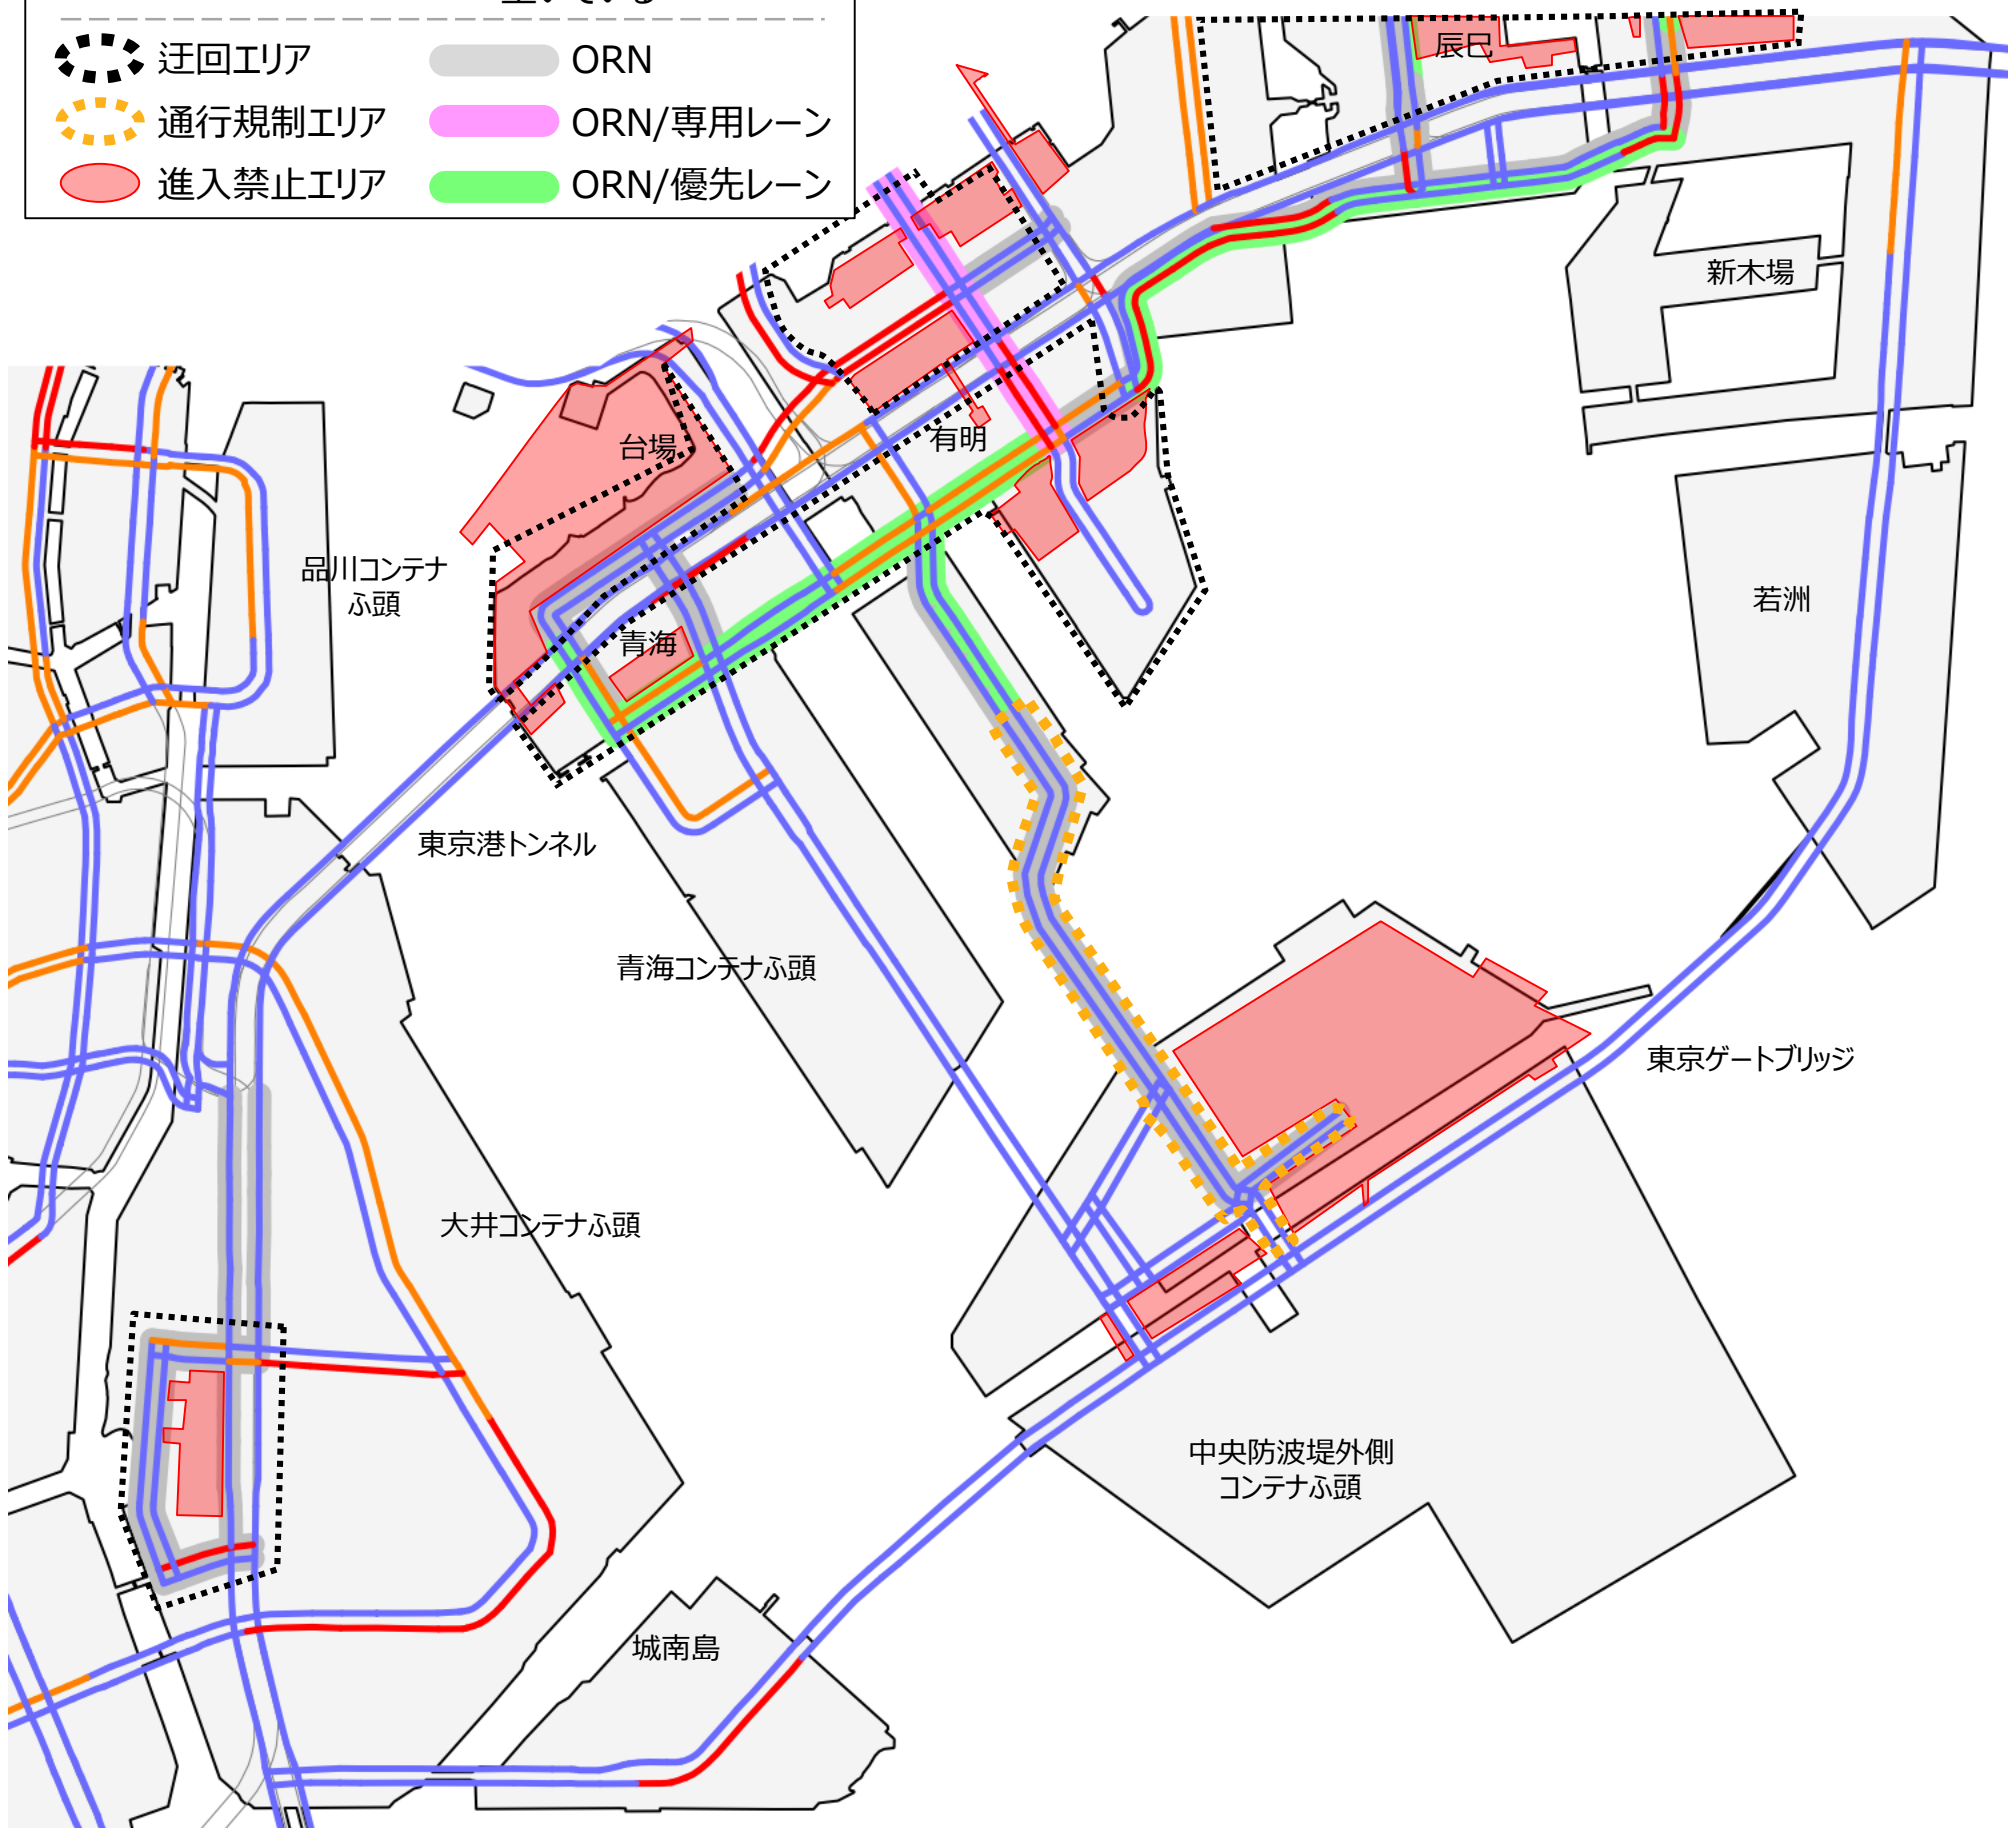 迂回エリア
ORN
通行規制エリア
ORN/専用レーン
進入禁止エリア
ORN/優先レーン
辰巳
新木場
台場
有明
品川コンテナ
ふ頭
青海
若洲
東京港トンネル
青海コンテナふ頭
東京ゲートブリッジ
大井コンテナふ頭
中央防波堤外側
コンテナふ頭
城南島